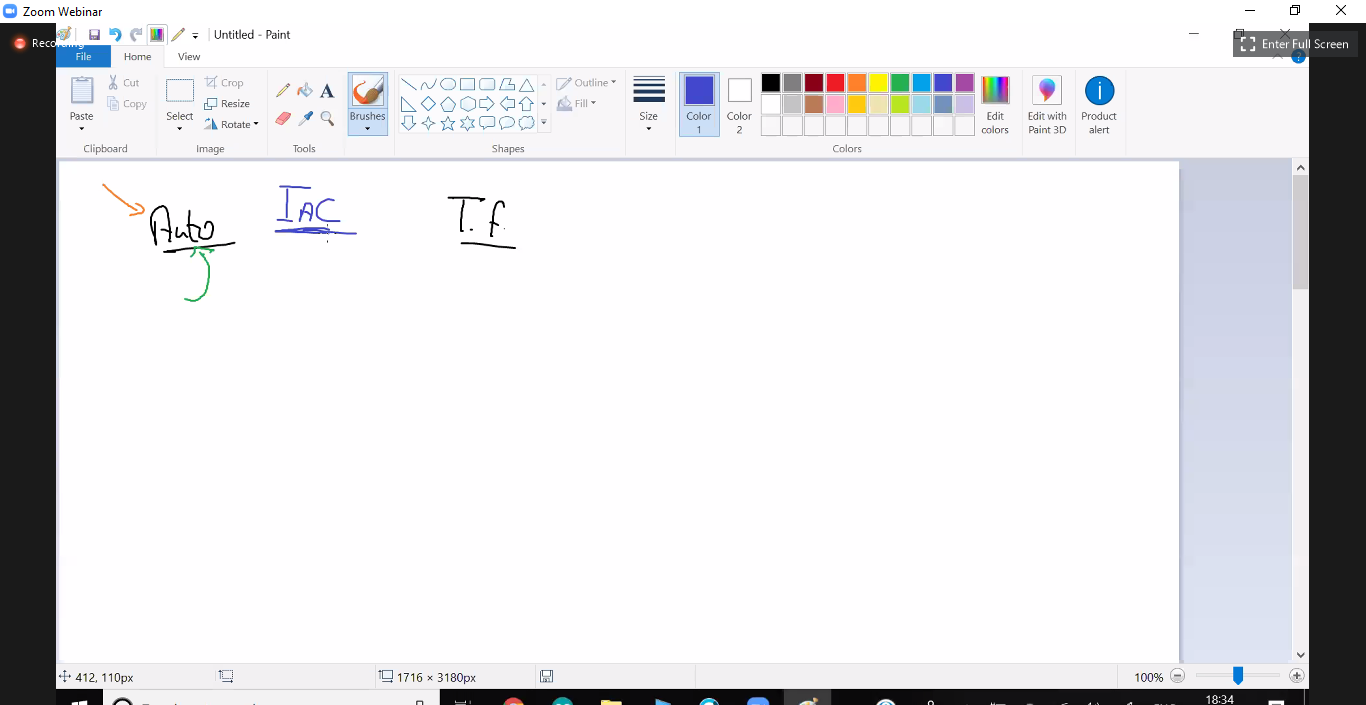 Zoom Webinar
Recording
Untitled - Paint
Enter Full Screen
File Home View
Paste
Cut
Copy
Clipboard
Select
Crop
Resize
Rotate
Image
A
Tools
Brushes
Outline
Fill
Shapes
Size
Color 1
Color 2
Edit colors
Colors
Edit with Paint 3D
Product alert
Auto IAC T.f.
412, 110px
1716 × 3180px
100%
18:34